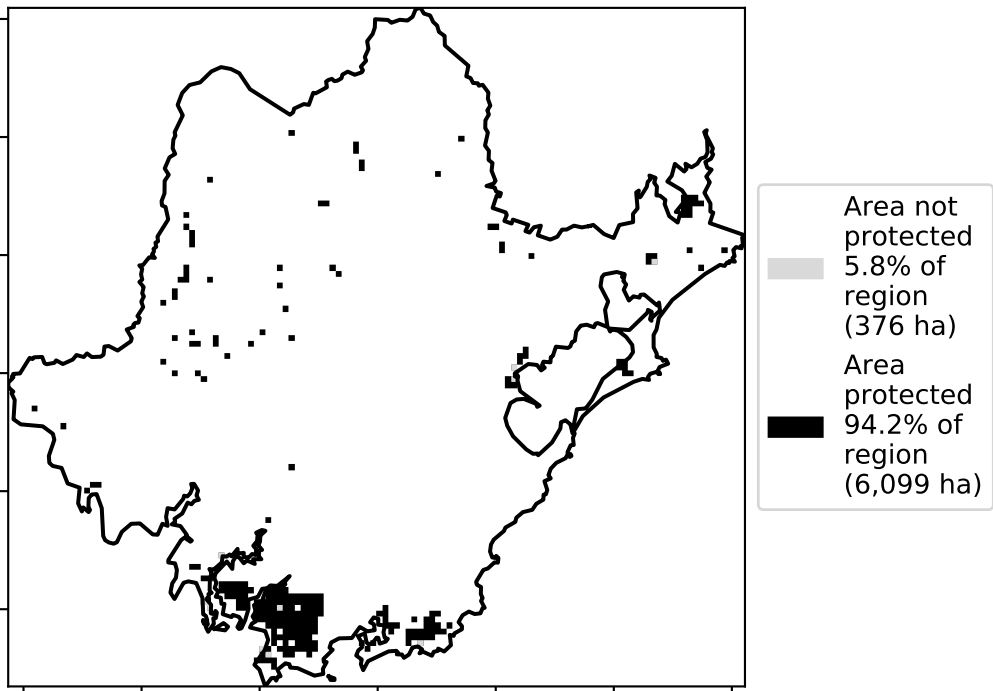 Area not
protected
5.8% of
region
(376 ha)
Area
protected
94.2% of
region
(6,099 ha)